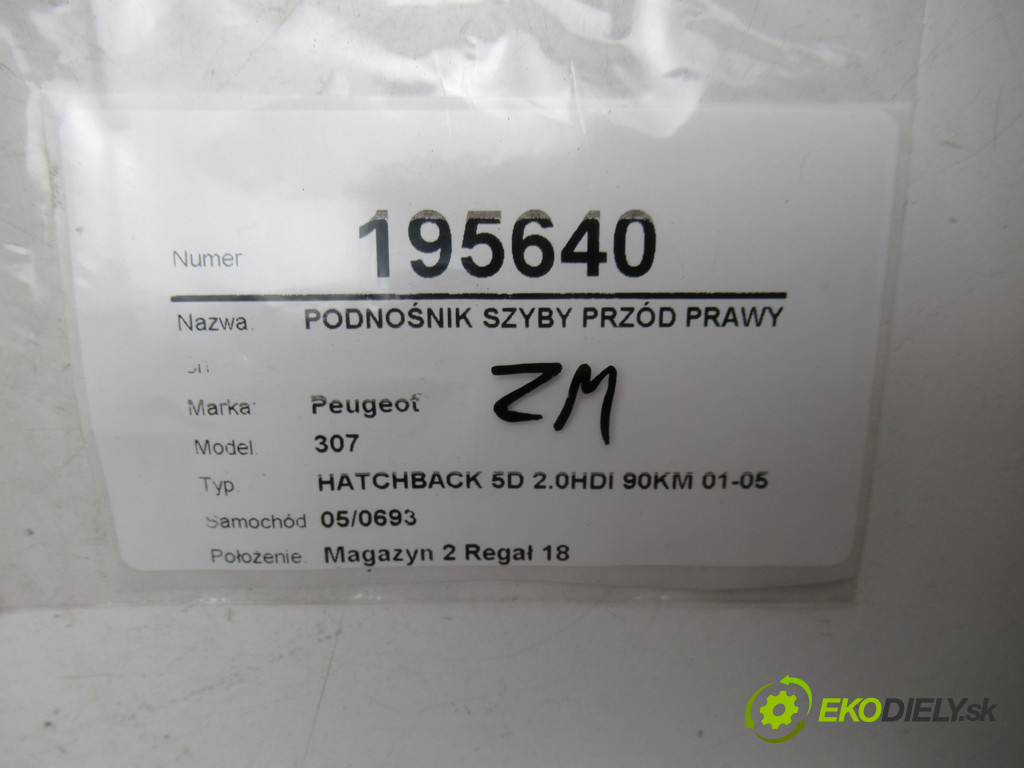 Numer 195640
Nazwa: PODNOŚNIK SZYBY PRZÓD PRAWY
ZM
Marka: Peugeot
Model: 307
Typ: HATCHBACK 5D 2.0HDI 90KM 01-05
Samochód 05/0693
Położenie: Magazyn 2 Regał 18
EKODIELY.sk